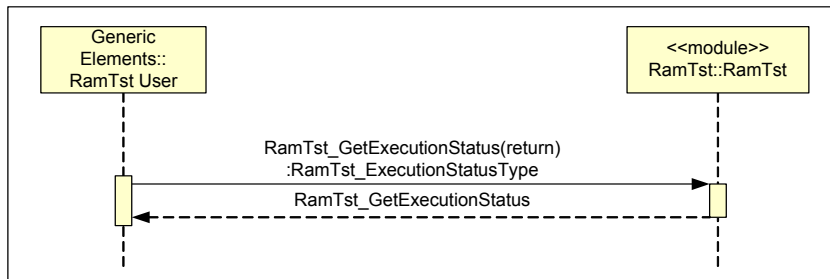 Generic
Elements::
RamTst User
<<module>>
RamTst::RamTst
RamTst_GetExecutionStatus(return)
:RamTst_ExecutionStatusType
RamTst_GetExecutionStatus